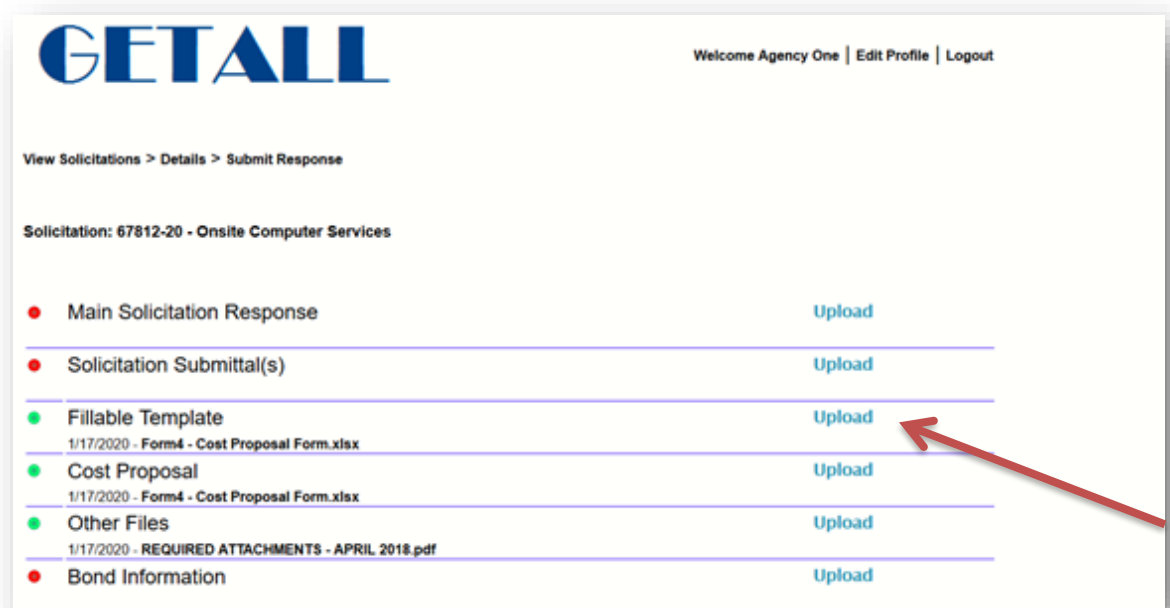 GETALL
Welcome Agency One | Edit Profile | Logout
View Solicitations > Details > Submit Response
Solicitation: 67812-20 - Onsite Computer Services
Main Solicitation Response Upload
Solicitation Submittal(s) Upload
Fillable Template Upload
1/17/2020 - Form4 - Cost Proposal Form.xlsx
Cost Proposal Upload
1/17/2020 - Form4 - Cost Proposal Form.xlsx
Other Files Upload
1/17/2020 - REQUIRED ATTACHMENTS - APRIL 2018.pdf
Bond Information Upload